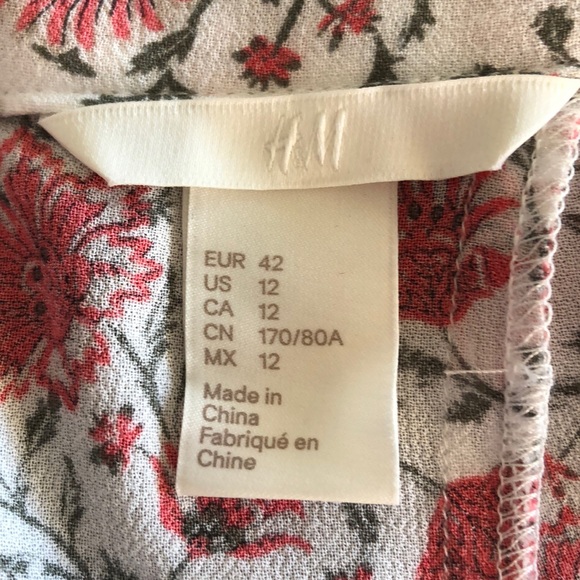 H&M
EUR 42
US 12
CA 12
CN 170/80A
MX 12
Made in
China
Fabriqué en
Chine